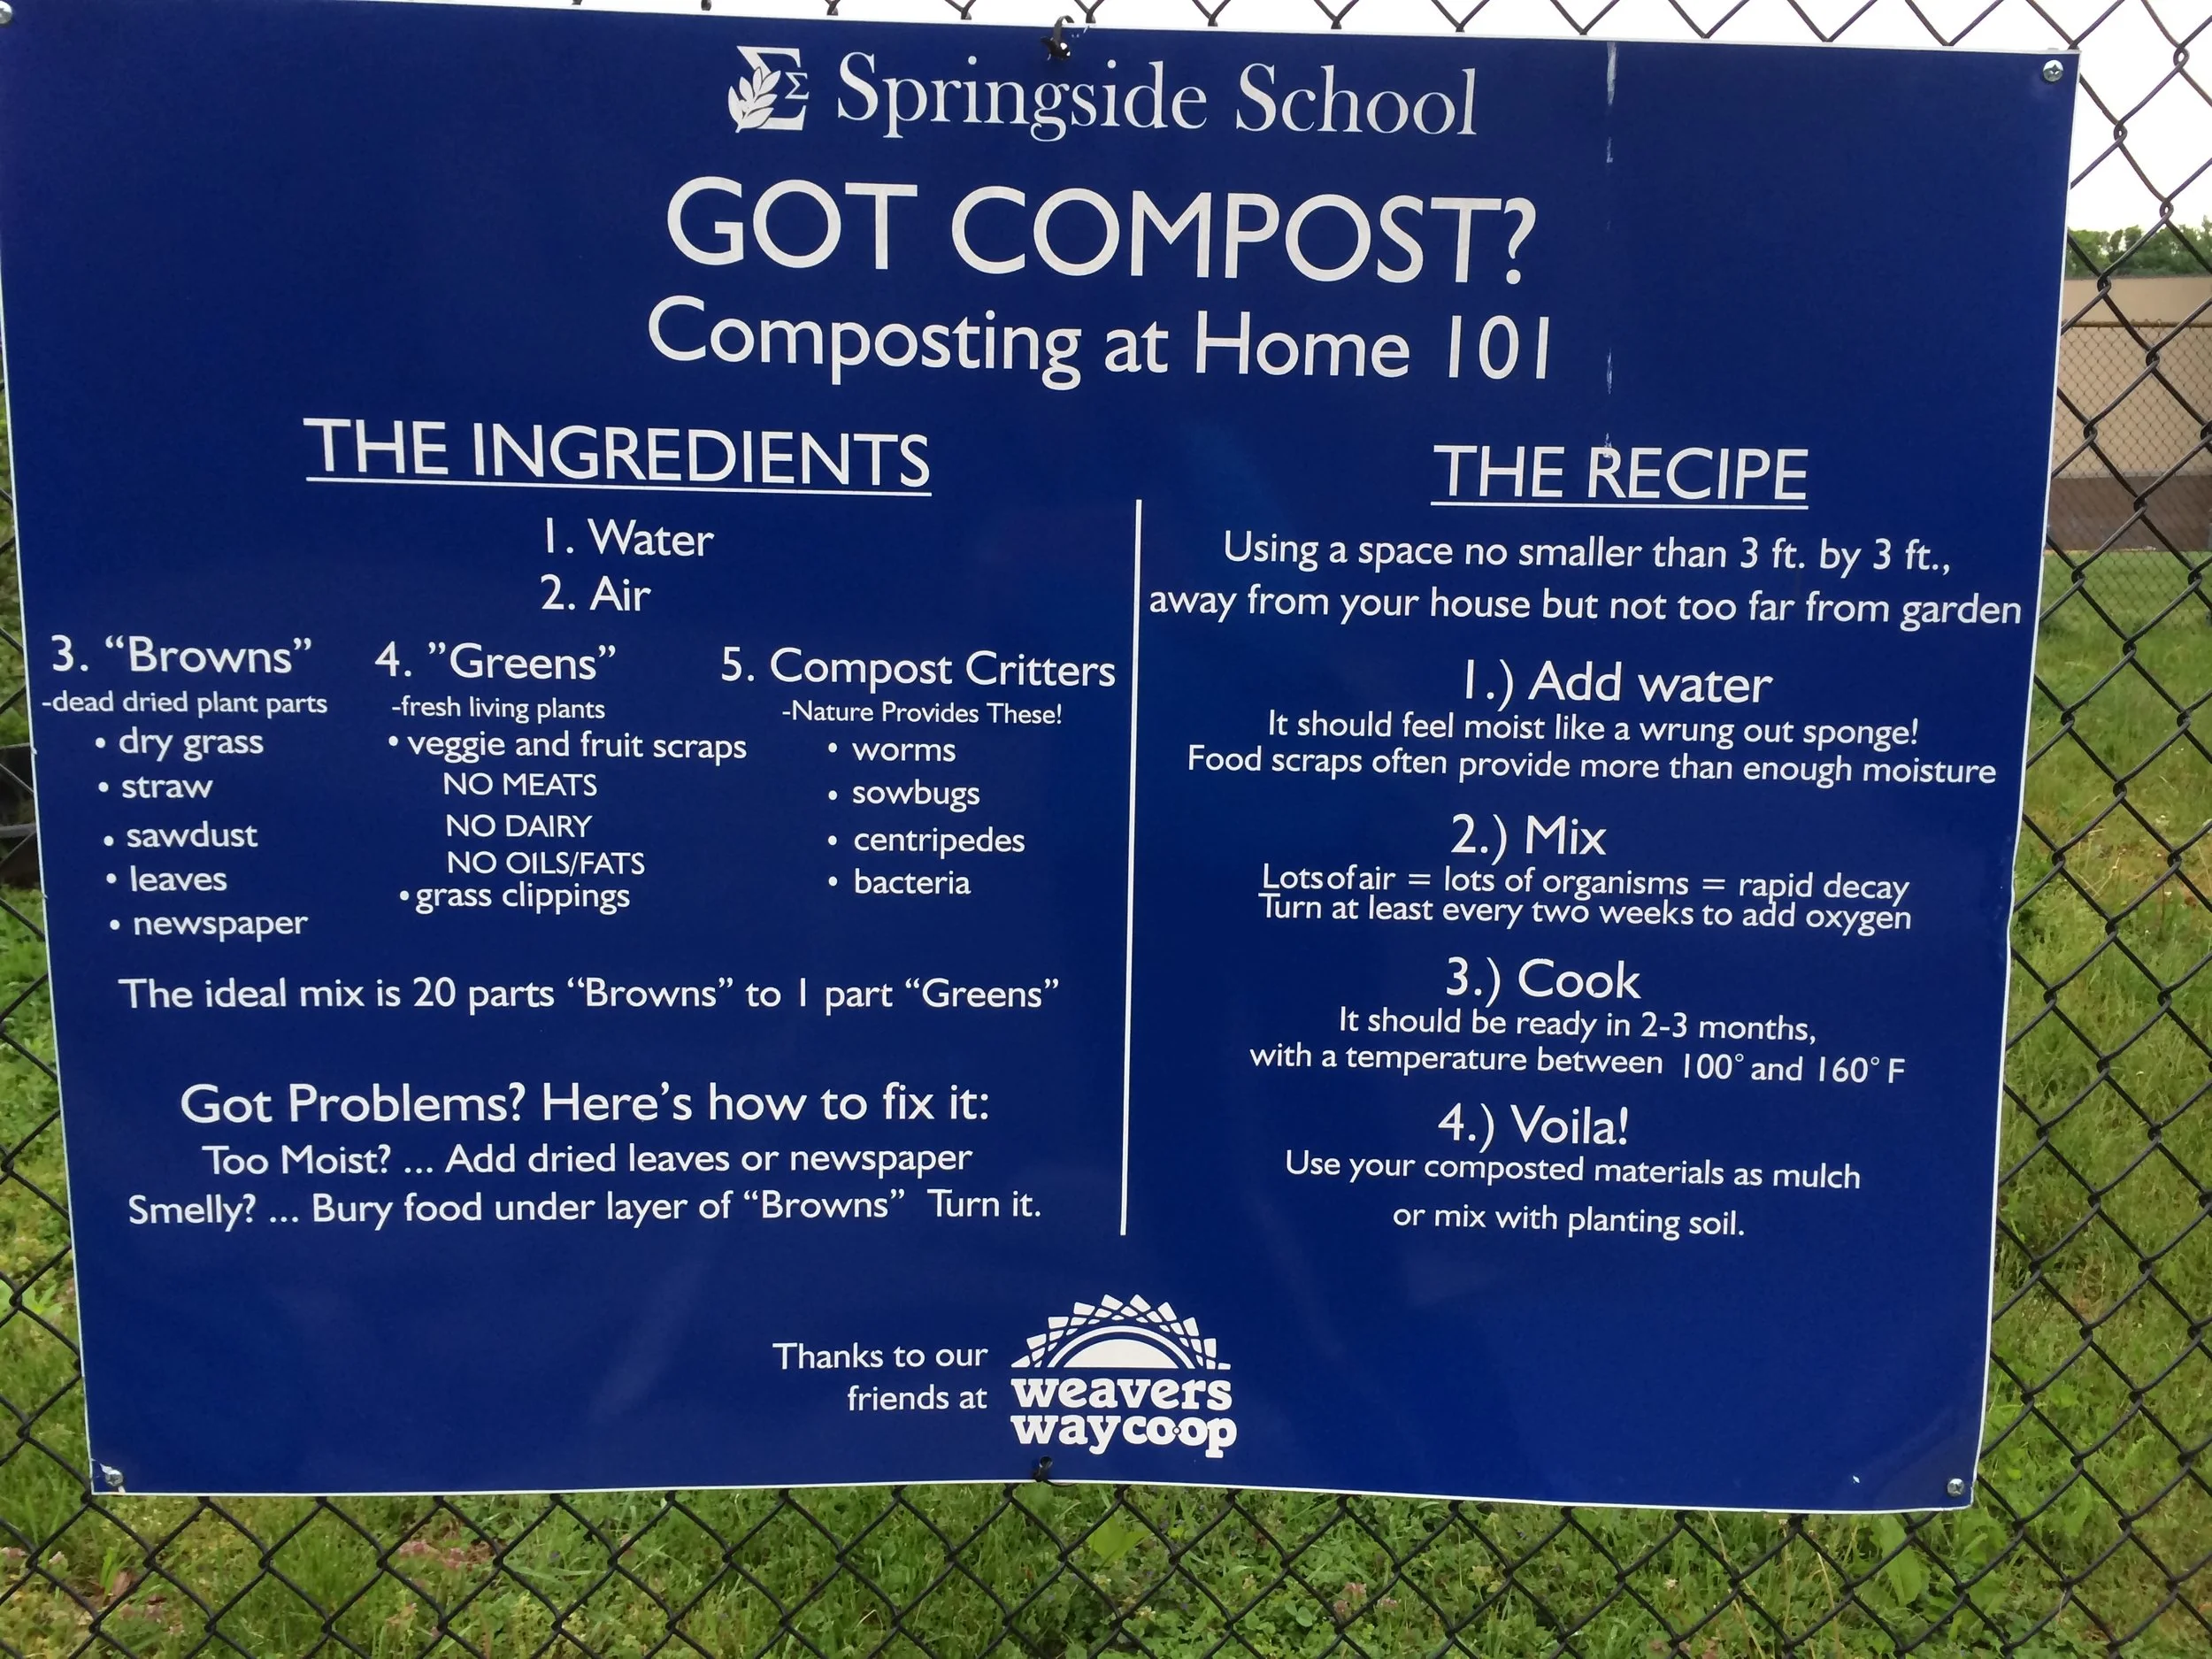 Springside School
GOT COMPOST?
Composting at Home 101
THE INGREDIENTS
1. Water
2. Air
3. “Browns”
-dead dried plant parts
• dry grass
• straw
• sawdust
• leaves
• newspaper
4. ”Greens”
-fresh living plants
• veggie and fruit scraps
NO MEATS
NO DAIRY
NO OILS/FATS
• grass clippings
5. Compost Critters
-Nature Provides These!
• worms
• sowbugs
• centripedes
• bacteria
The ideal mix is 20 parts “Browns” to 1 part “Greens”
Got Problems? Here’s how to fix it:
Too Moist? ... Add dried leaves or newspaper
Smelly? ... Bury food under layer of “Browns” Turn it.
THE RECIPE
Using a space no smaller than 3 ft. by 3 ft.,
away from your house but not too far from garden
1.) Add water
It should feel moist like a wrung out sponge!
Food scraps often provide more than enough moisture
2.) Mix
Lots of air = lots of organisms = rapid decay
Turn at least every two weeks to add oxygen
3.) Cook
It should be ready in 2-3 months,
with a temperature between 100° and 160° F
4.) Voila!
Use your composted materials as mulch
or mix with planting soil.
Thanks to our
friends at
weavers
way co-op